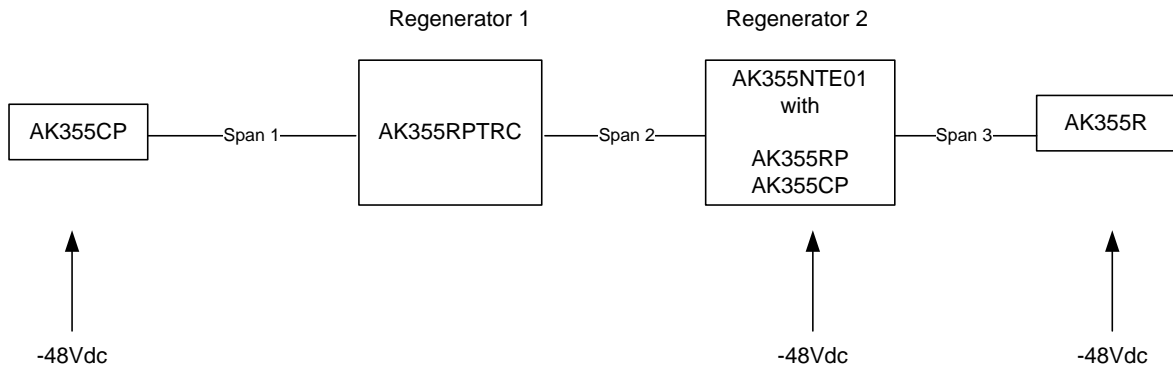 Regenerator 1
Regenerator 2
AK355CP
Span 1
AK355RPTRC
Span 2
AK355NTE01
with
AK355RP
AK355CP
Span 3
AK355R
-48Vdc
-48Vdc
-48Vdc